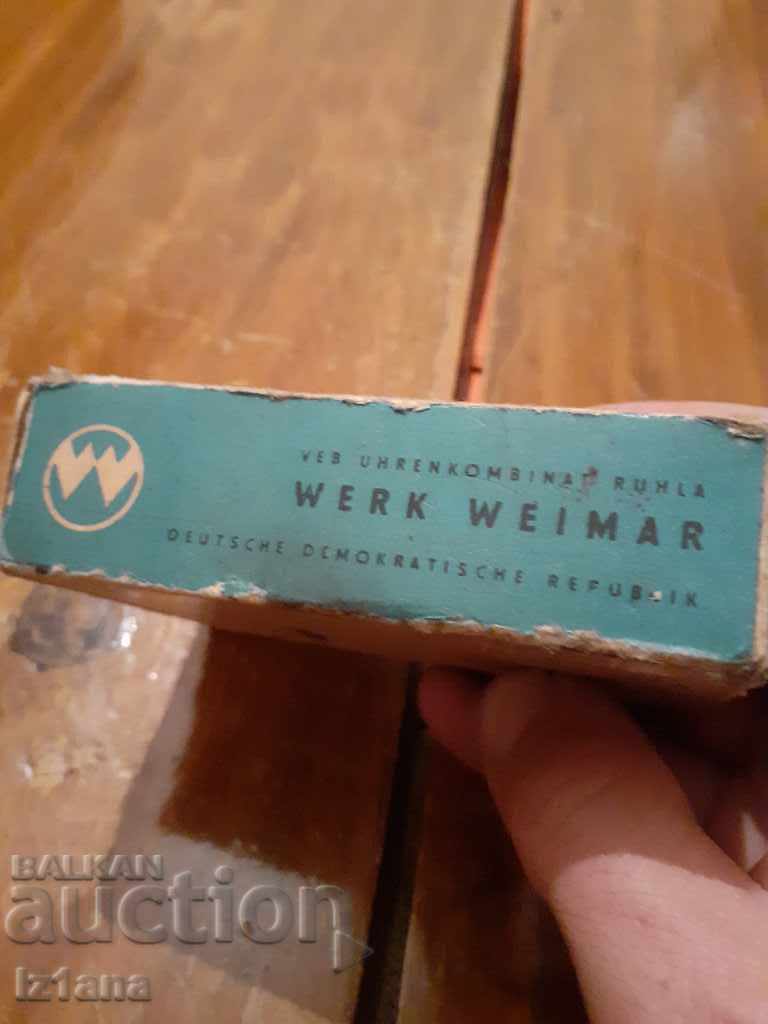 VEB UHRENKOMBINAT RUHLA
WERK WEIMAR
DEUTSCHE DEMOKRATISCHE REPUBLIK
BALKAN
auction
Iz1ana